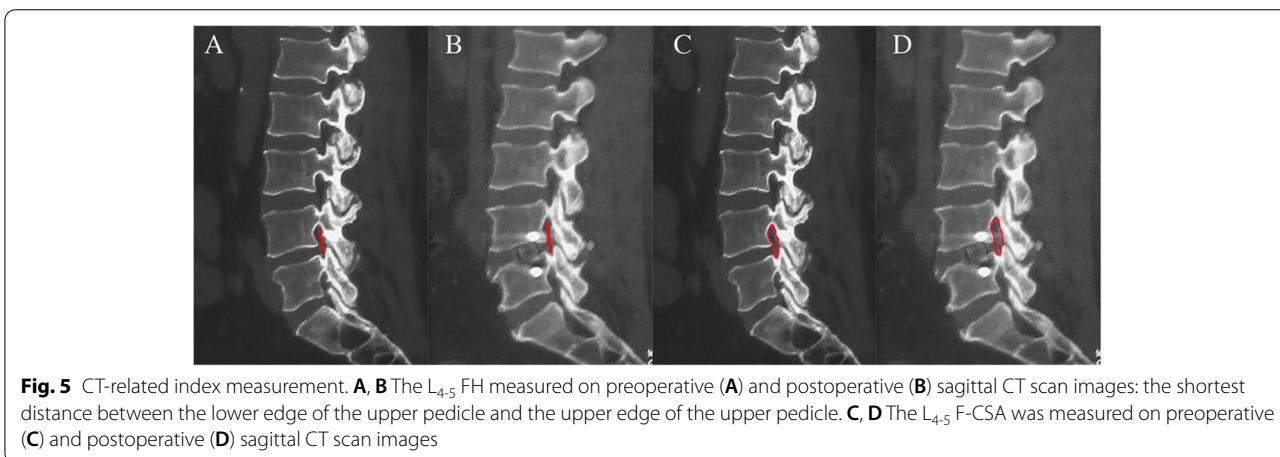 A B C D
Fig. 5 CT-related index measurement. A, B The L4-5 FH measured on preoperative (A) and postoperative (B) sagittal CT scan images: the shortest
distance between the lower edge of the upper pedicle and the upper edge of the upper pedicle. C, D The L4-5 F-CSA was measured on preoperative
(C) and postoperative (D) sagittal CT scan images